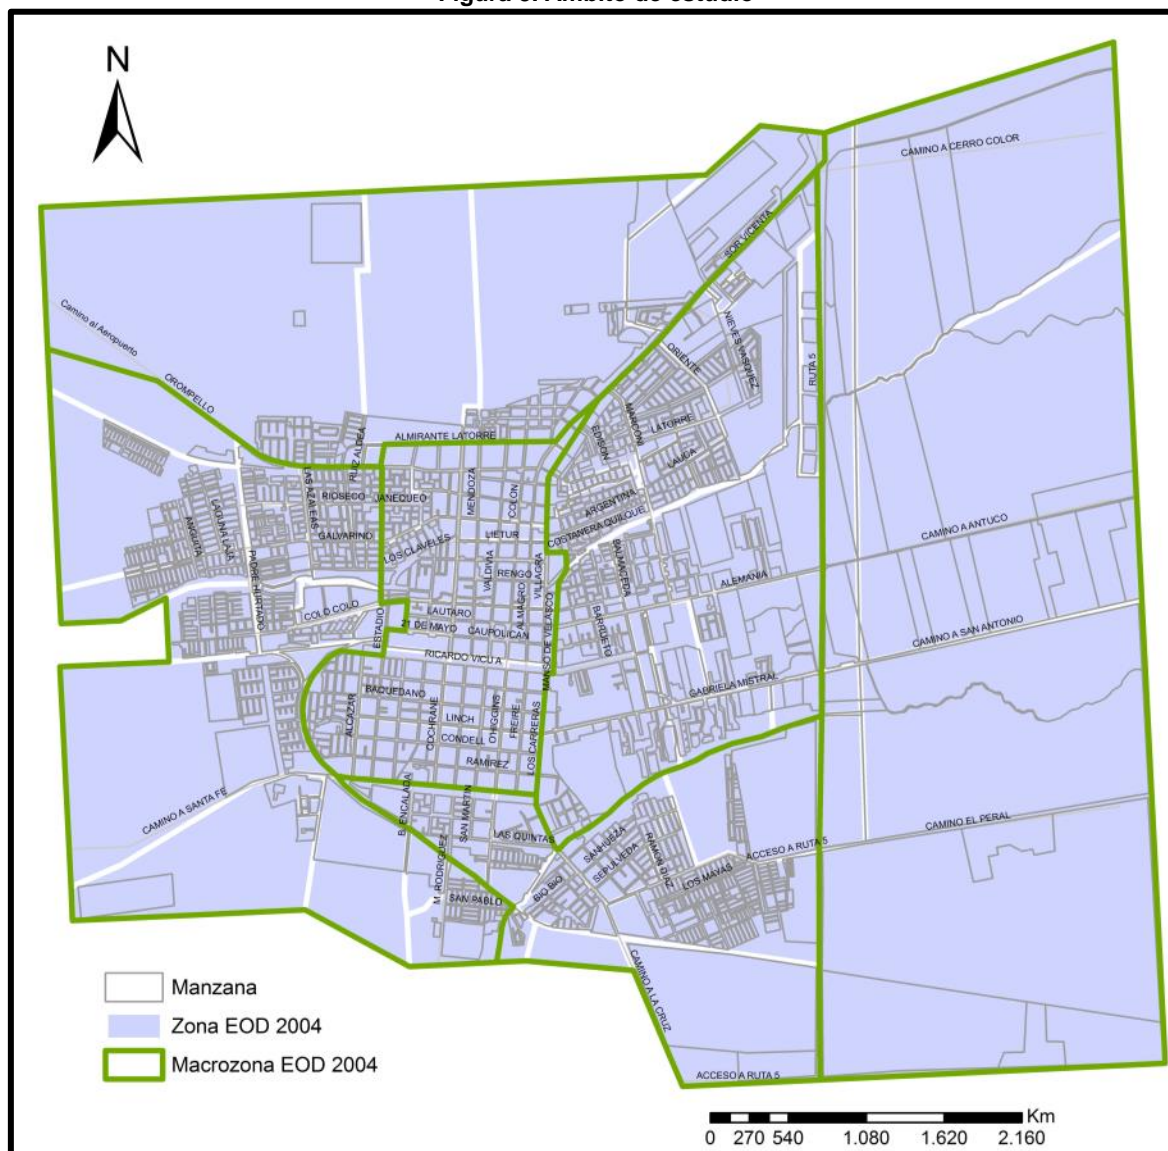 N
CAMINO A CERRO COLOR
SOR VICENTA
Camino al Aeropuerto
OROMPELLO
NIEVES VASQUEZ
ORIENTE
RUTA 5
RUIZ ALDEA
ALMIRANTE LATORRE
EDISON
MARCONI
LATORRE
LAUCA
LAS AZALEAS
RIOSECO
JANEQUEO
MENDOZA
COLON
ARGENTINA
COSTANERA QUILQUE
ANGUITA
LAGUNA LAJA
GALVARINO
LOS CLAVELES
LIETUR
CAMINO A ANTUCO
PADRE HURTADO
VALDIVIA
RENGO
VILLAGRA
BALMACEDA
ALEMANIA
COLO COLO
ESTADIO
LAUTARO
ALMAGRO
21 DE MAYO
CAUPOLICAN
MANSO DE VELASCO
BARRUETO
CAMINO A SAN ANTONIO
RICARDO VICU A
GABRIELA MISTRAL
ALCAZAR
BAQUEDANO
COCHRANE
LINCH
O'HIGGINS
FREIRE
LOS CARRERAS
CONDELL
RAMIREZ
CAMINO A SANTA FE
B. ENCALADA
SAN MARTIN
LAS QUINTAS
CAMINO EL PERAL
SANHUEZA
SEPULVEDA
RAMON DIAZ
ACCESO A RUTA 5
LOS MAYAS
M. RODRIGUEZ
SAN PABLO
BIO BIO
CAMINO A LA CRUZ
ACCESO A RUTA 5
Manzana
Zona EOD 2004
Macrozona EOD 2004
Km
0 270 540 1.080 1.620 2.160